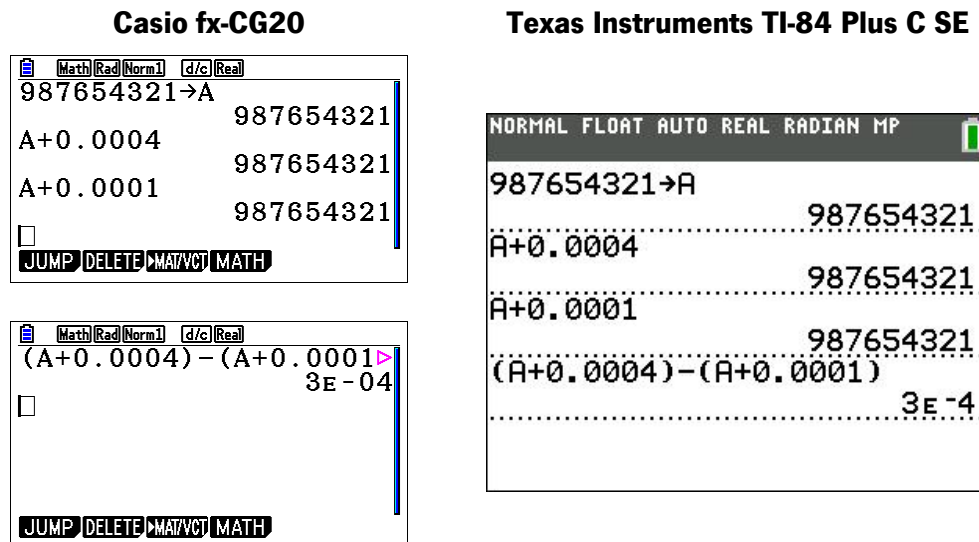 Casio fx-CG20
Math Rad Norm1 d/c Real
987654321→A
987654321
A+0.0004
987654321
A+0.0001
987654321
JUMP DELETE ▶MAT/VCT MATH
Math Rad Norm1 d/c Real
(A+0.0004)-(A+0.0001▷
3ᴇ-04
JUMP DELETE ▶MAT/VCT MATH
Texas Instruments TI-84 Plus C SE
NORMAL FLOAT AUTO REAL RADIAN MP
987654321→A
987654321
A+0.0004
987654321
A+0.0001
987654321
(A+0.0004)-(A+0.0001)
3ᴇ-4